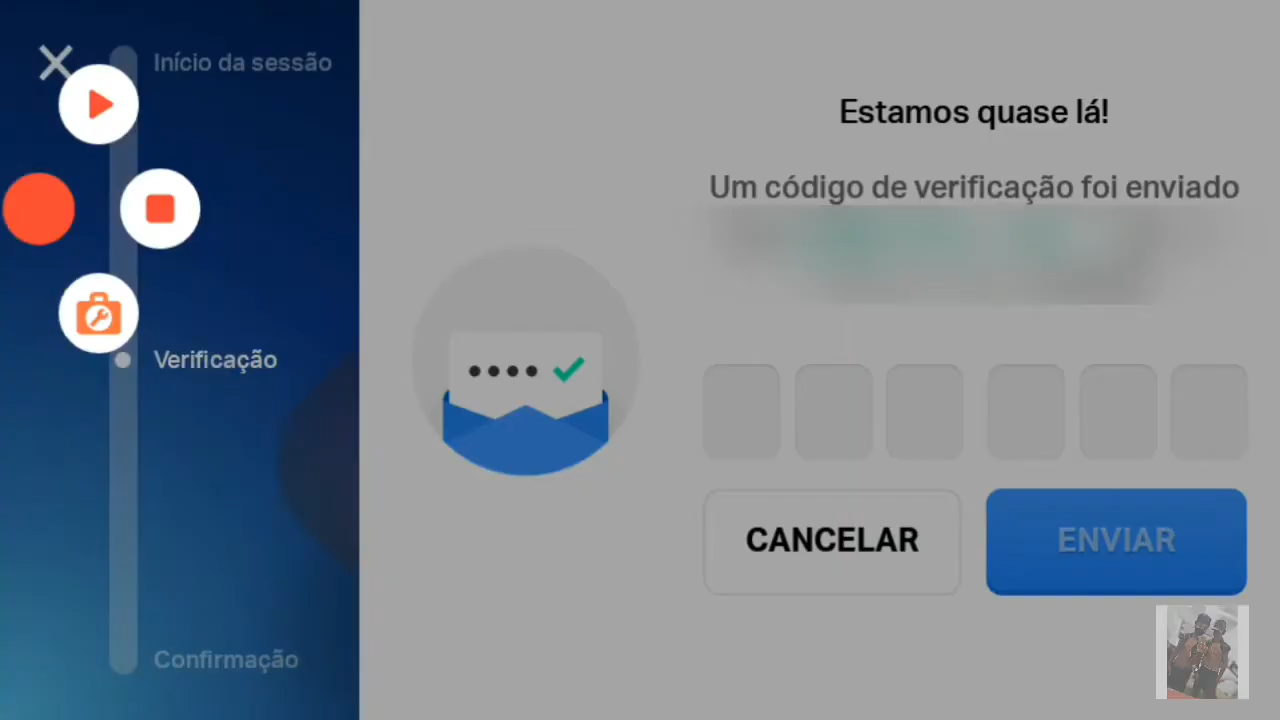 Início da sessão
Estamos quase lá!
Um código de verificação foi enviado
Verificação
CANCELAR
ENVIAR
Confirmação